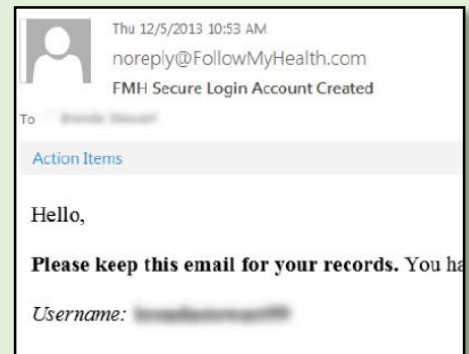 Thu 12/5/2013 10:53 AM
noreply@FollowMyHealth.com
FMH Secure Login Account Created
To
Action Items
Hello,
Please keep this email for your records. You ha
Username: